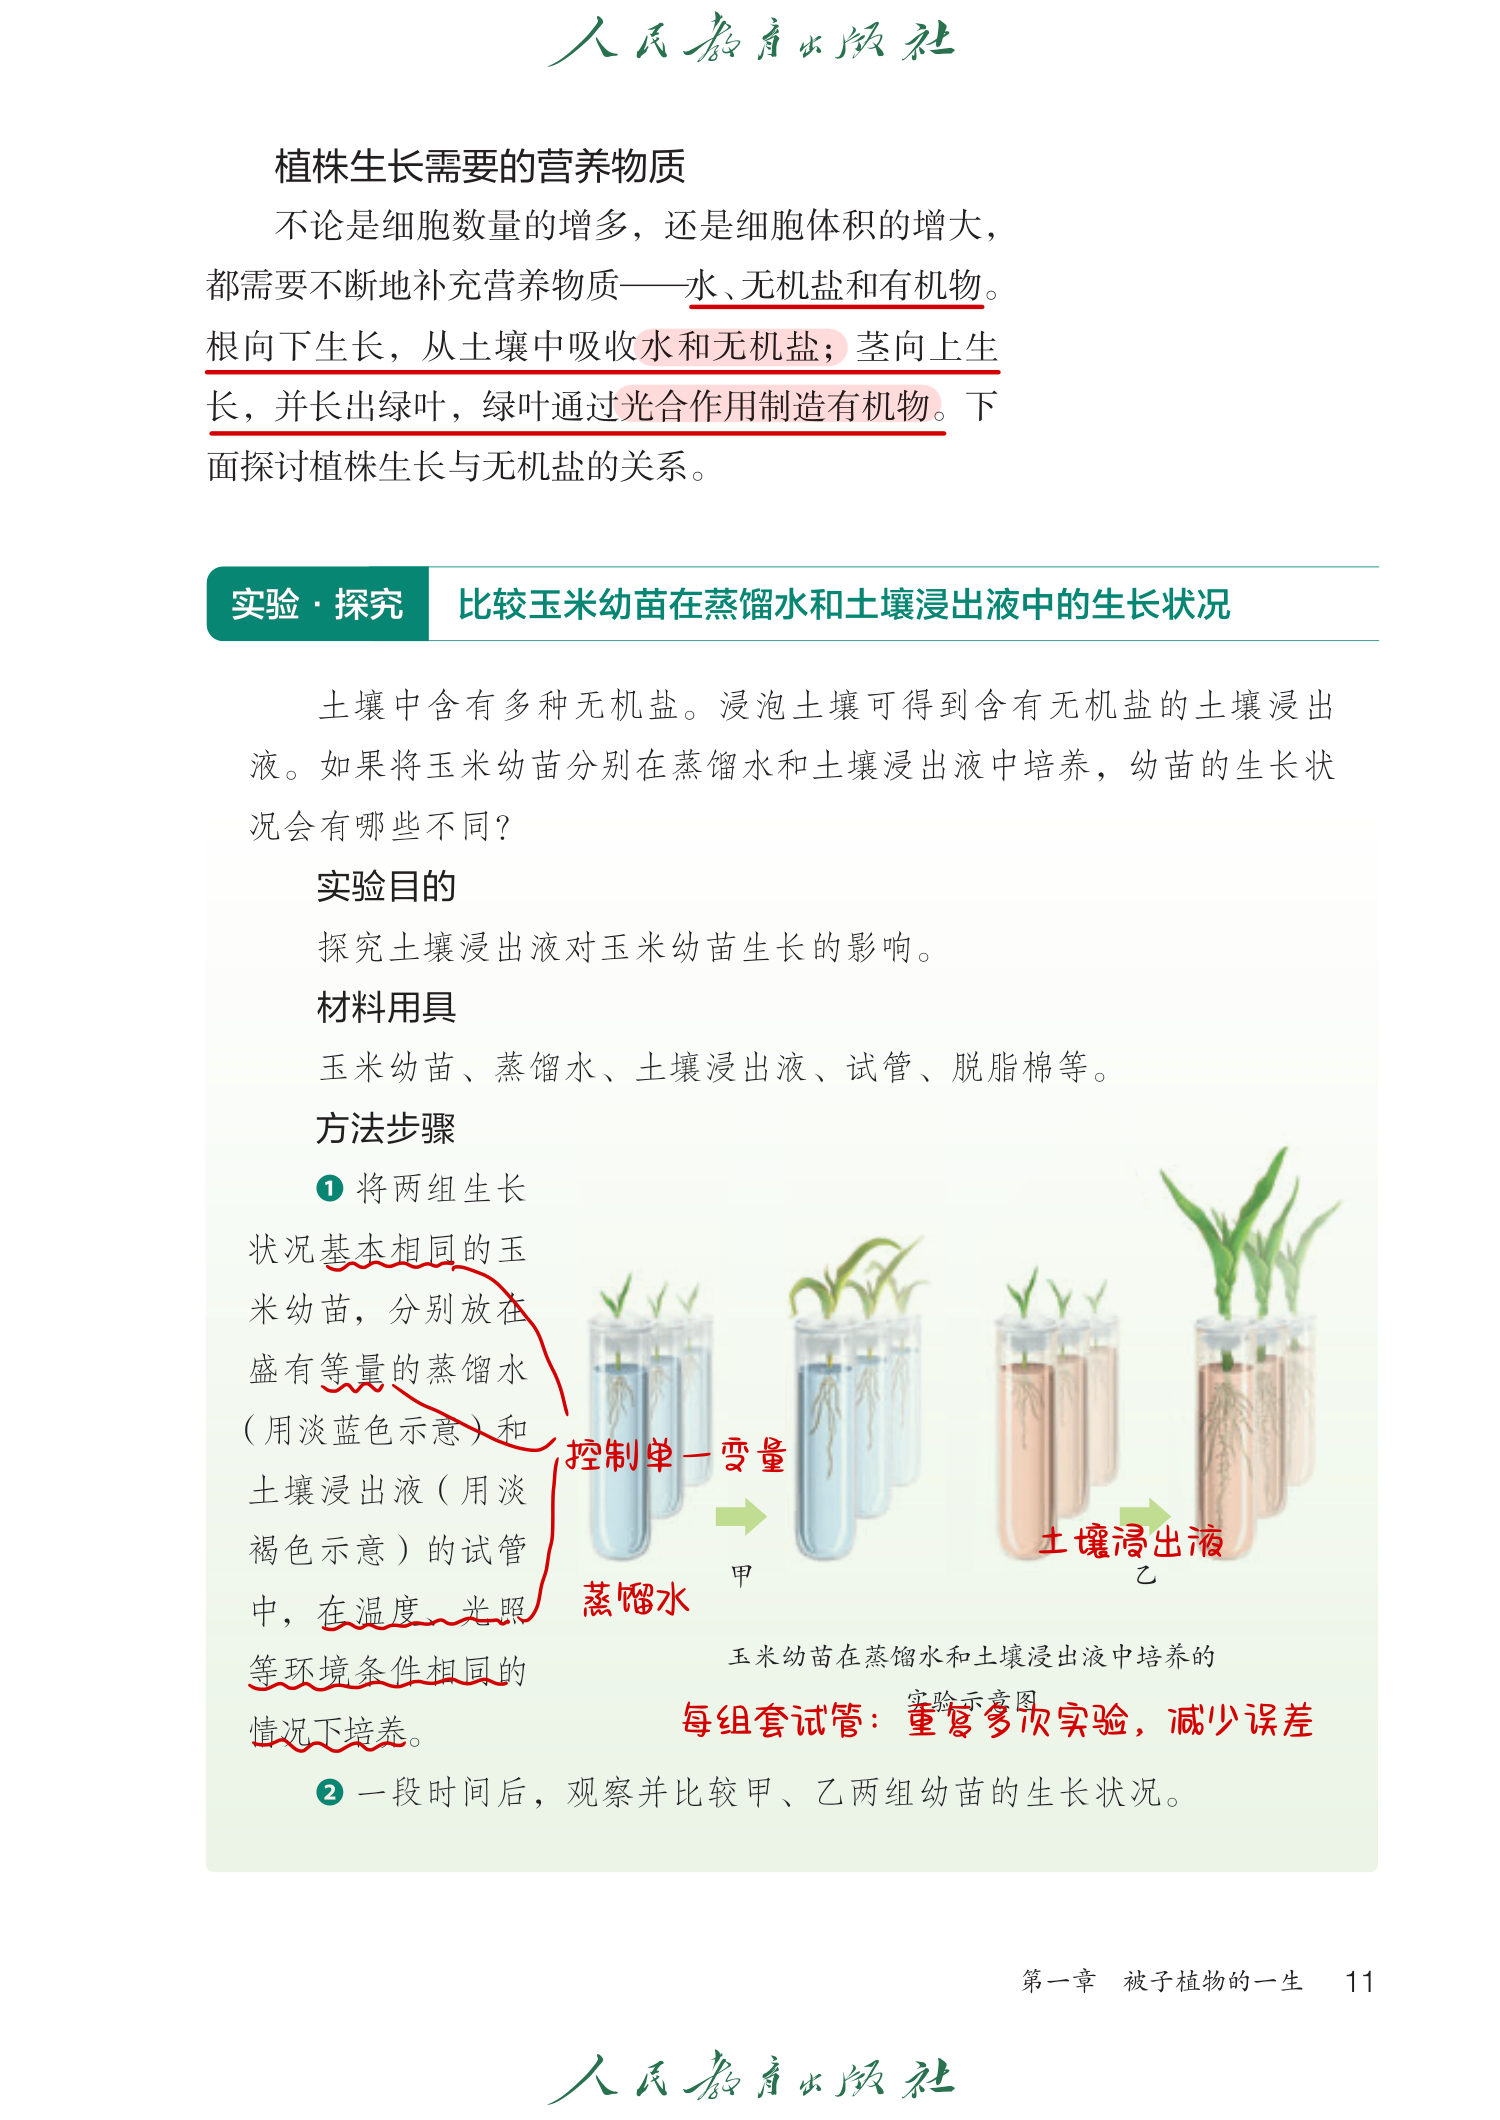 人民教育出版社
植株生长需要的营养物质
不论是细胞数量的增多，还是细胞体积的增大，
都需要不断地补充营养物质——水、无机盐和有机物。
根向下生长，从土壤中吸收水和无机盐；茎向上生
长，并长出绿叶，绿叶通过光合作用制造有机物。下
面探讨植株生长与无机盐的关系。
实验·探究 比较玉米幼苗在蒸馏水和土壤浸出液中的生长状况
土壤中含有多种无机盐。浸泡土壤可得到含有无机盐的土壤浸出
液。如果将玉米幼苗分别在蒸馏水和土壤浸出液中培养，幼苗的生长状
况会有哪些不同？
实验目的
探究土壤浸出液对玉米幼苗生长的影响。
材料用具
玉米幼苗、蒸馏水、土壤浸出液、试管、脱脂棉等。
方法步骤
❶ 将两组生长
状况基本相同的玉
米幼苗，分别放在
盛有等量的蒸馏水
（用淡蓝色示意）和
土壤浸出液（用淡
褐色示意）的试管
中，在温度、光照
等环境条件相同的
情况下培养。
控制单一变量
土壤浸出液
甲
乙
蒸馏水
玉米幼苗在蒸馏水和土壤浸出液中培养的
实验示意图
每组套试管：重复多次实验，减少误差
❷ 一段时间后，观察并比较甲、乙两组幼苗的生长状况。
第一章 被子植物的一生 11
人民教育出版社